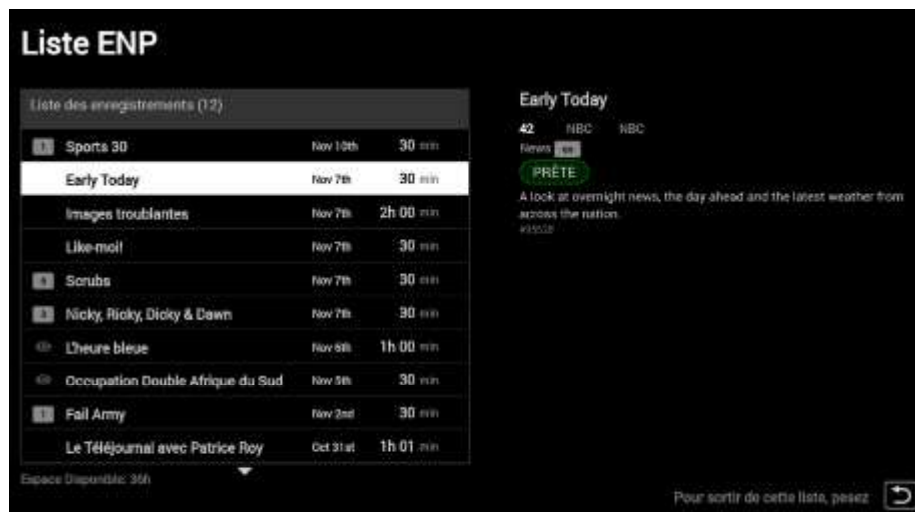 Liste ENP
Liste des enregistrements (12)
Sports 30 Nov 10th 30 min
Early Today Nov 7th 30 min
Images troublantes Nov 7th 2h 00 min
Like-moi! Nov 7th 30 min
Scrubs Nov 7th 30 min
Nicky, Ricky, Dicky & Dawn Nov 7th 30 min
L'heure bleue Nov 6th 1h 00 min
Occupation Double Afrique du Sud Nov 5th 30 min
Fail Army Nov 2nd 30 min
Le Téléjournal avec Patrice Roy Oct 31st 1h 01 min
Espace Disponible: 36h
Early Today
42 NBC NBC
News
PRÊTE
A look at overnight news, the day ahead and the latest weather from
across the nation.
Pour sortir de cette liste, pesez